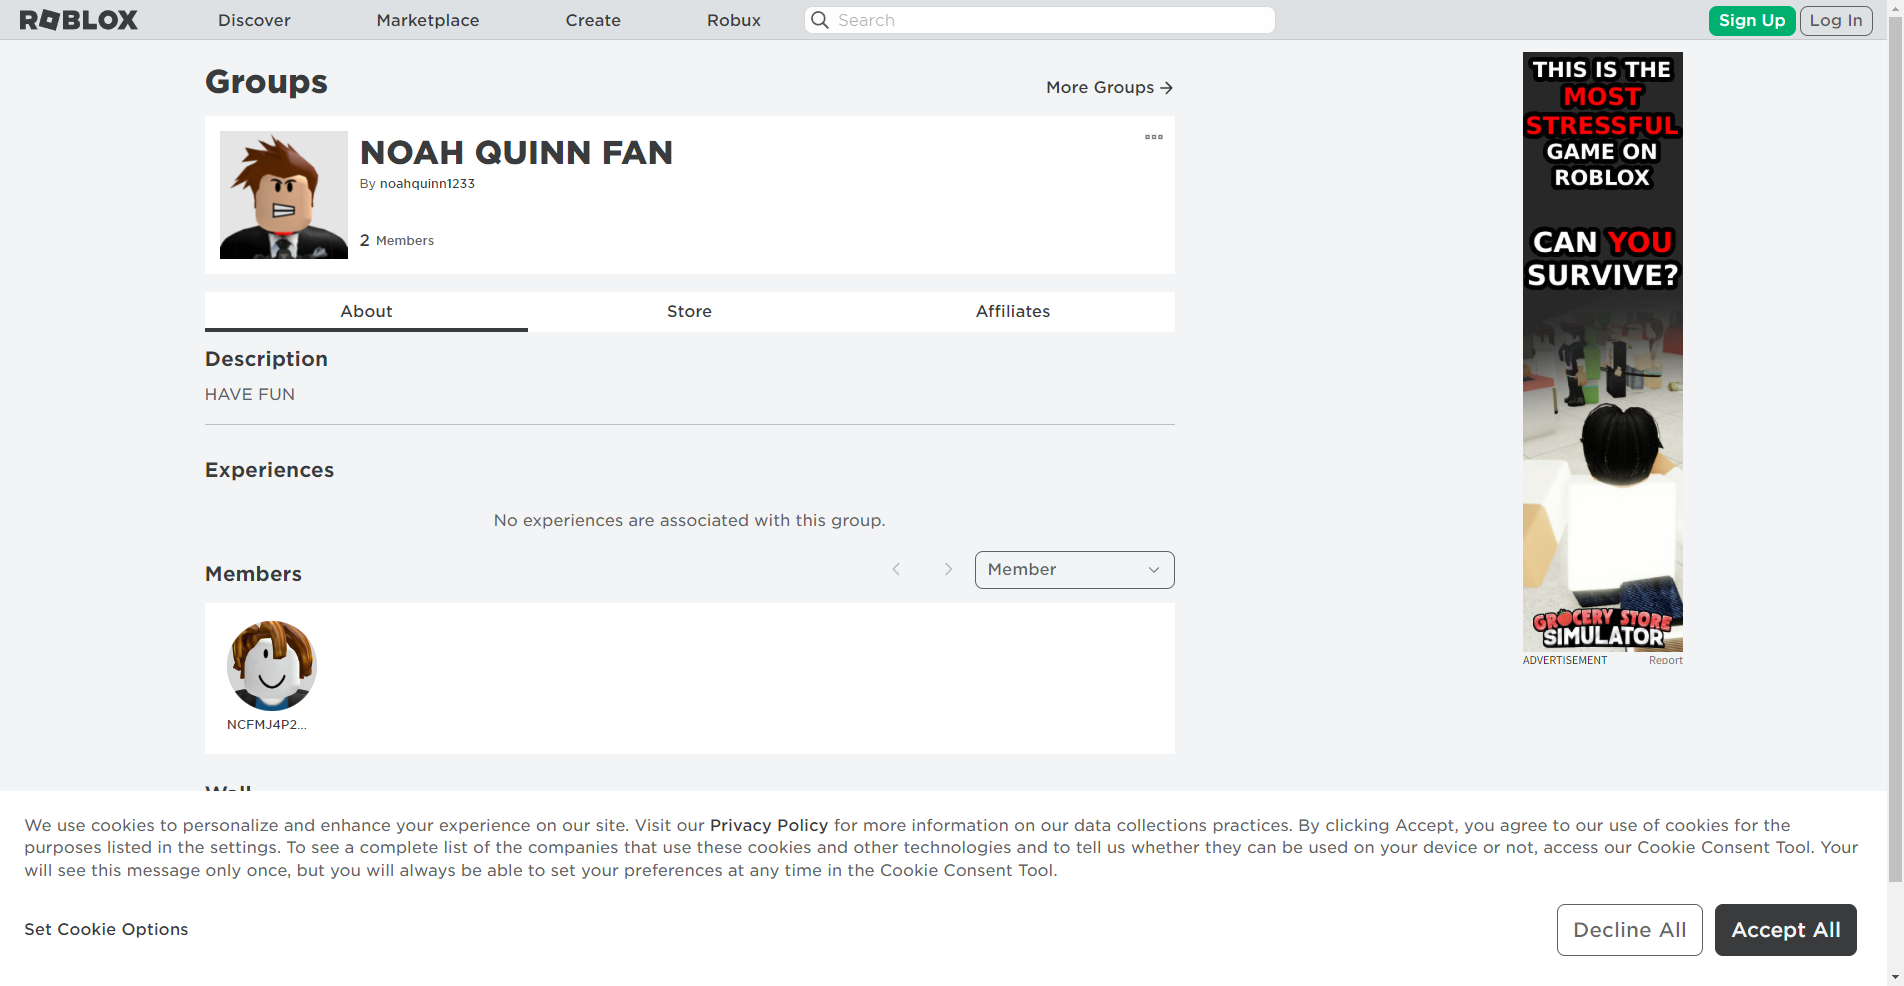 ROBLOX
Discover
Marketplace
Create
Robux
Search
Sign Up
Log In
Groups
More Groups
NOAH QUINN FAN
By noahquinn1233
2 Members
About
Store
Affiliates
Description
HAVE FUN
Experiences
No experiences are associated with this group.
Members
Member
NCFMJ4P2...
Wall
THIS IS THE
MOST
STRESSFUL
GAME ON
ROBLOX
CAN YOU
SURVIVE?
GROCERY STORE
SIMULATOR
ADVERTISEMENT
Report
We use cookies to personalize and enhance your experience on our site. Visit our Privacy Policy for more information on our data collections practices. By clicking Accept, you agree to our use of cookies for the
purposes listed in the settings. To see a complete list of the companies that use these cookies and other technologies and to tell us whether they can be used on your device or not, access our Cookie Consent Tool. Your
will see this message only once, but you will always be able to set your preferences at any time in the Cookie Consent Tool.
Set Cookie Options
Decline All
Accept All